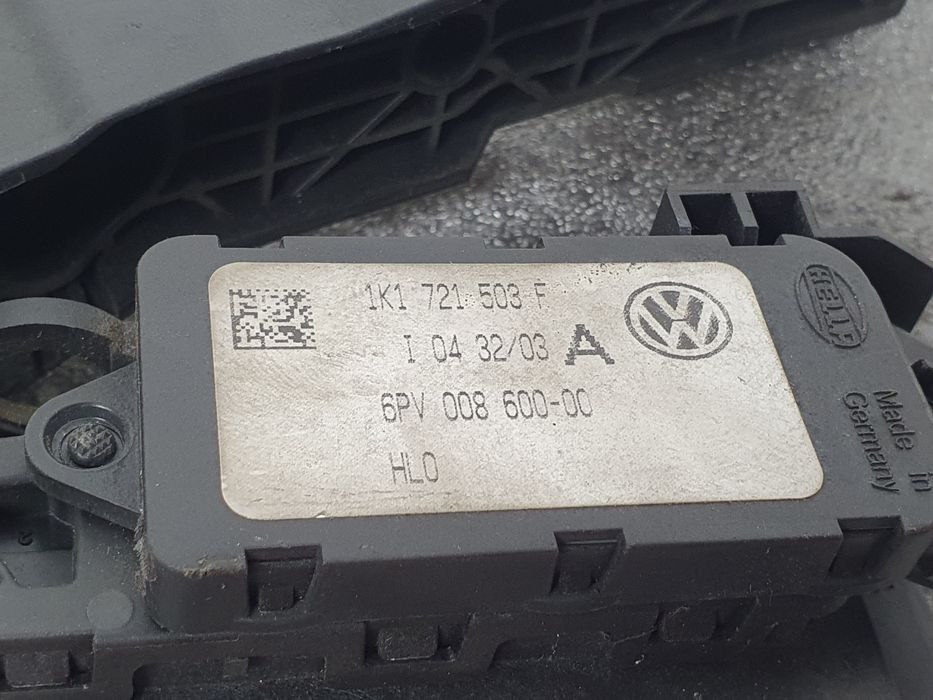 1K1 721 503 F
I 04 32/03 A
6PV 008 600-00
HLO
HELLA
Made in
Germany